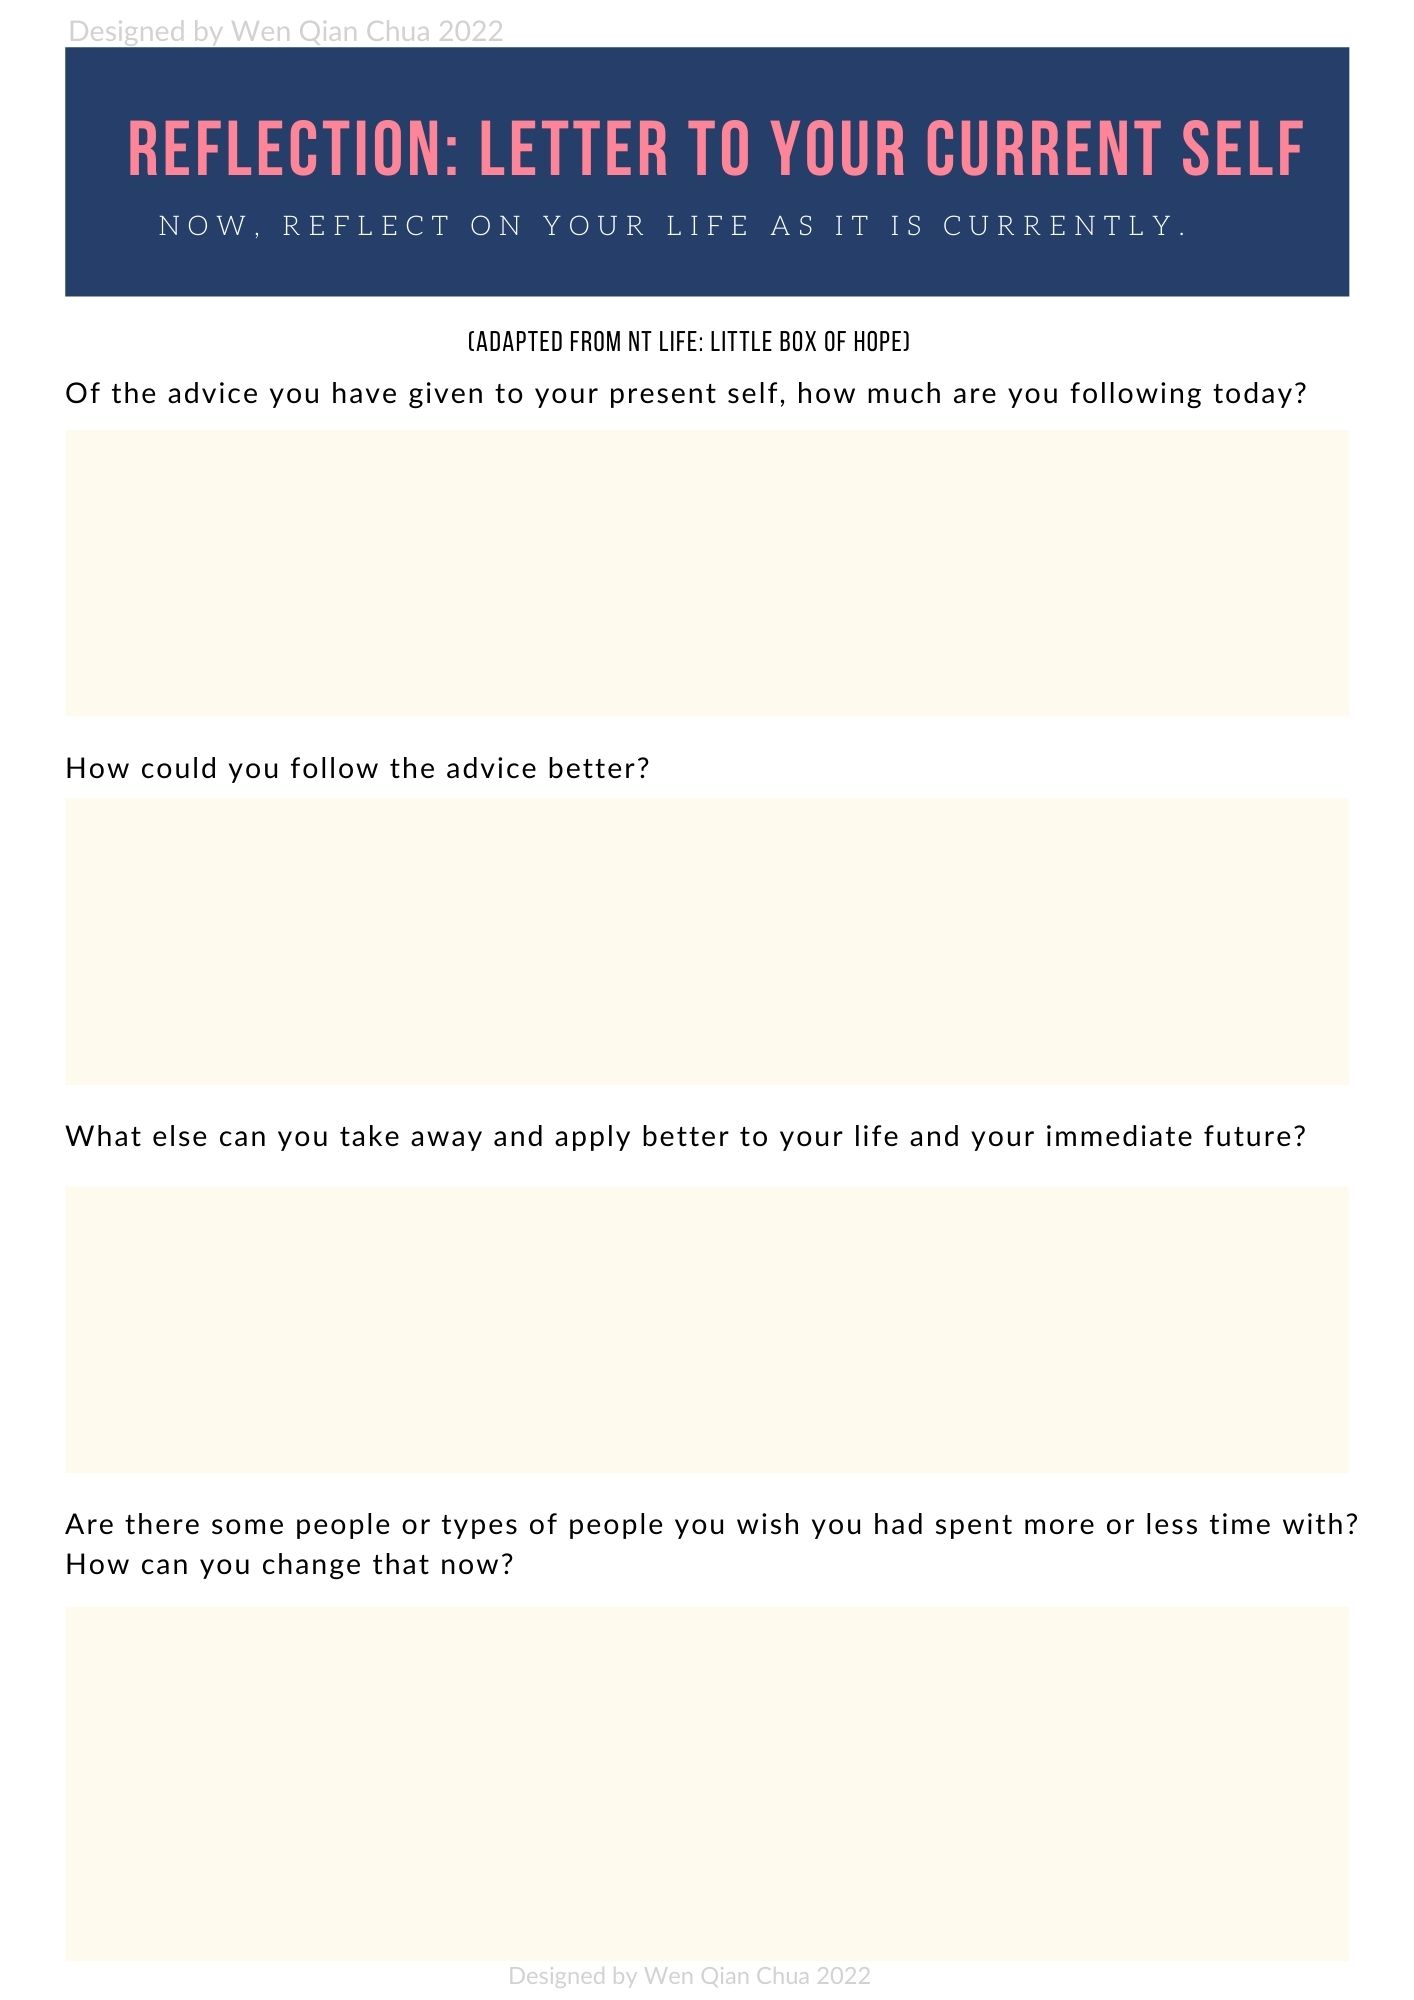 Designed by Wen Qian Chua 2022
REFLECTION: LETTER TO YOUR CURRENT SELF
NOW, REFLECT ON YOUR LIFE AS IT IS CURRENTLY.
(ADAPTED FROM NT LIFE: LITTLE BOX OF HOPE)
Of the advice you have given to your present self, how much are you following today?
How could you follow the advice better?
What else can you take away and apply better to your life and your immediate future?
Are there some people or types of people you wish you had spent more or less time with?
How can you change that now?
Designed by Wen Qian Chua 2022